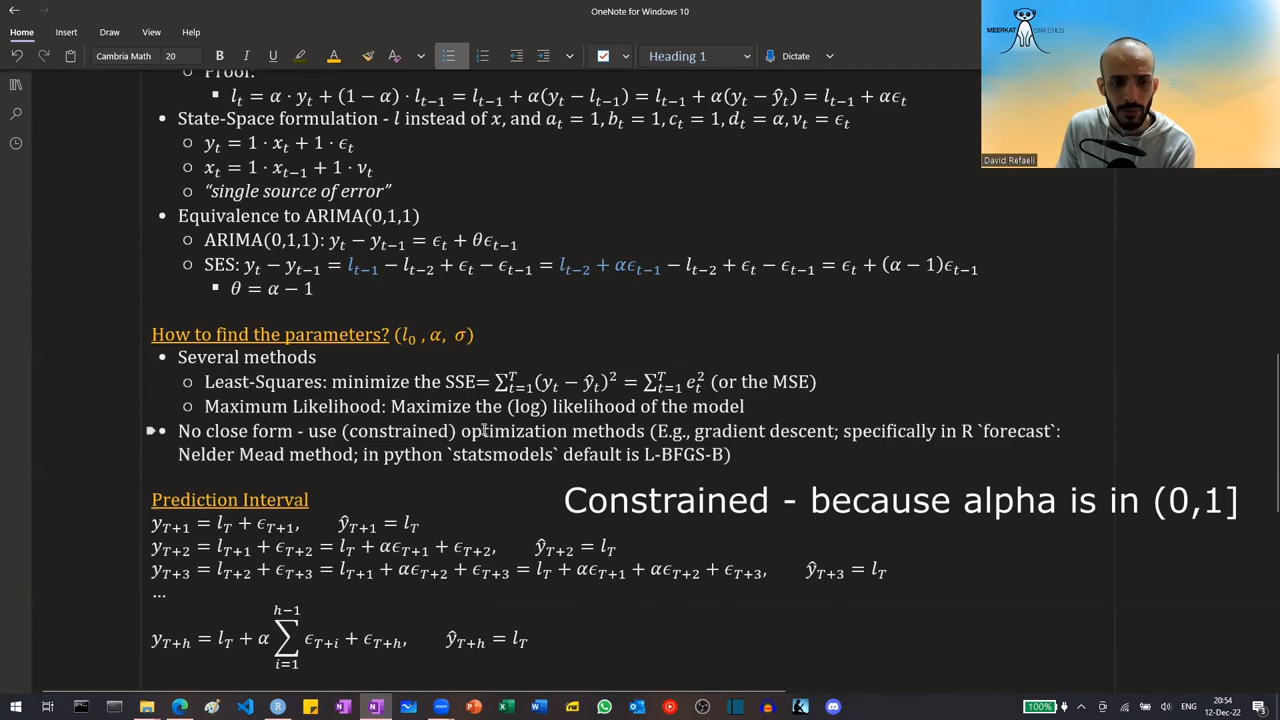 OneNote for Windows 10
Home Insert Draw View Help
Cambria Math 20 B I U A Heading 1 Dictate
MEERKAT STATISTICS
David Refaeli
○ Proof:
▪ l_t = α · y_t + (1 − α) · l_{t−1} = l_{t−1} + α(y_t − l_{t−1}) = l_{t−1} + α(y_t − ŷ_t) = l_{t−1} + αϵ_t
• State-Space formulation - l instead of x, and a_t = 1, b_t = 1, c_t = 1, d_t = α, ν_t = ϵ_t
○ y_t = 1 · x_t + 1 · ϵ_t
○ x_t = 1 · x_{t−1} + 1 · ν_t
○ "single source of error"
• Equivalence to ARIMA(0,1,1)
○ ARIMA(0,1,1): y_t − y_{t−1} = ϵ_t + θϵ_{t−1}
○ SES: y_t − y_{t−1} = l_{t−1} − l_{t−2} + ϵ_t − ϵ_{t−1} = l_{t−2} + αϵ_{t−1} − l_{t−2} + ϵ_t − ϵ_{t−1} = ϵ_t + (α − 1)ϵ_{t−1}
▪ θ = α − 1
How to find the parameters? (l_0 , α, σ)
• Several methods
○ Least-Squares: minimize the SSE= ∑_{t=1}^{T}(y_t − ŷ_t)^2 = ∑_{t=1}^{T} e_t^2 (or the MSE)
○ Maximum Likelihood: Maximize the (log) likelihood of the model
• No close form - use (constrained) optimization methods (E.g., gradient descent; specifically in R `forecast`:
Nelder Mead method; in python `statsmodels` default is L-BFGS-B)
Constrained - because alpha is in (0,1]
Prediction Interval
y_{T+1} = l_T + ϵ_{T+1}, ŷ_{T+1} = l_T
y_{T+2} = l_{T+1} + ϵ_{T+2} = l_T + αϵ_{T+1} + ϵ_{T+2}, ŷ_{T+2} = l_T
y_{T+3} = l_{T+2} + ϵ_{T+3} = l_{T+1} + αϵ_{T+2} + ϵ_{T+3} = l_T + αϵ_{T+1} + αϵ_{T+2} + ϵ_{T+3}, ŷ_{T+3} = l_T
...
y_{T+h} = l_T + α ∑_{i=1}^{h−1} ϵ_{T+i} + ϵ_{T+h}, ŷ_{T+h} = l_T
100% 20:54
12-Dec-22